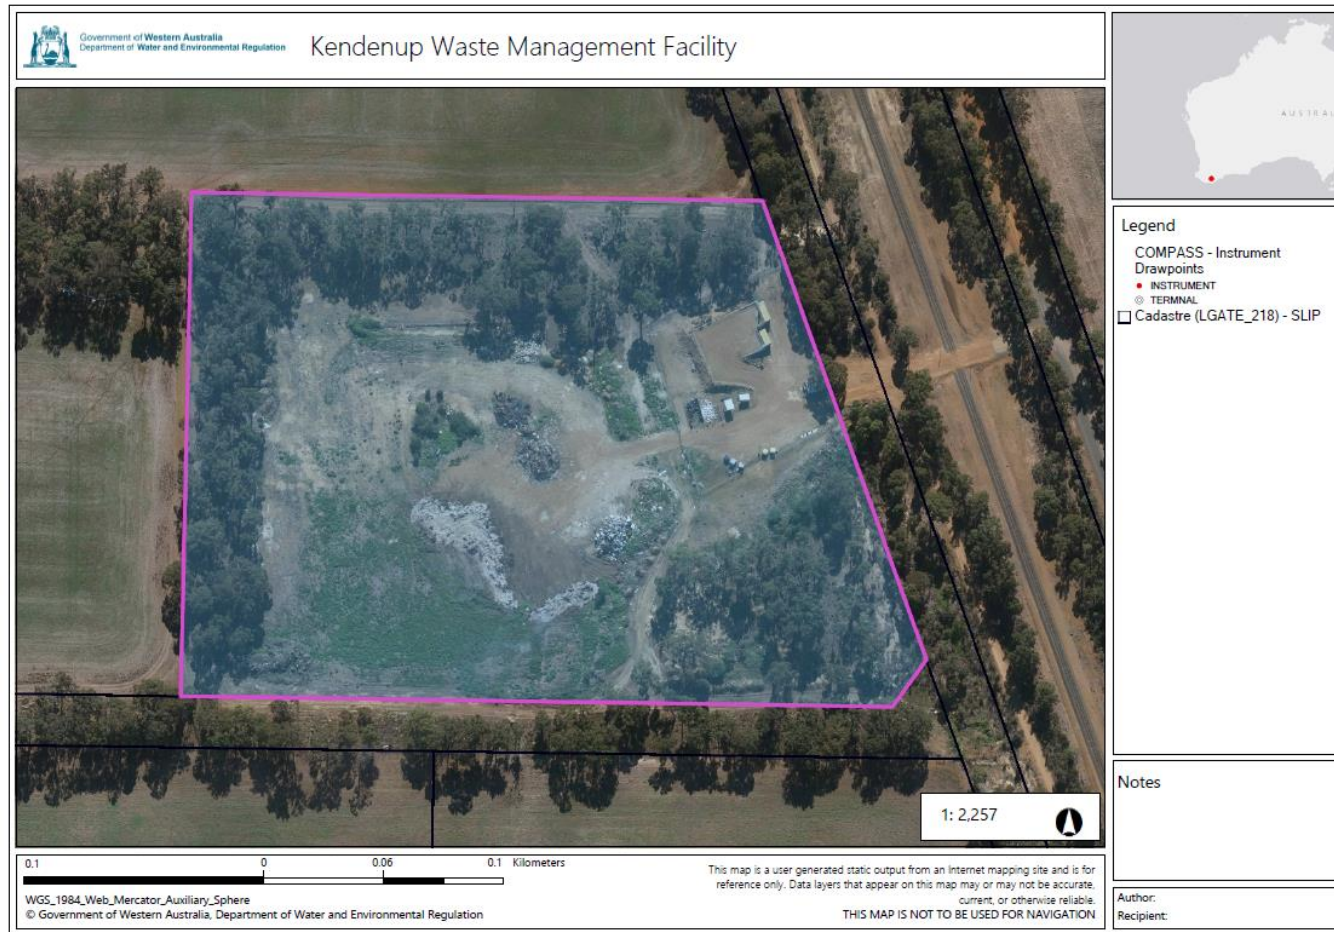 Government of Western Australia
Department of Water and Environmental Regulation
Kendenup Waste Management Facility
AUSTRAL
Legend
COMPASS - Instrument
Drawpoints
INSTRUMENT
TERMNAL
Cadastre (LGATE_218) - SLIP
1: 2,257
Notes
0.1 0 0.06 0.1 Kilometers
WGS_1984_Web_Mercator_Auxiliary_Sphere
© Government of Western Australia, Department of Water and Environmental Regulation
This map is a user generated static output from an Internet mapping site and is for
reference only. Data layers that appear on this map may or may not be accurate,
current, or otherwise reliable.
THIS MAP IS NOT TO BE USED FOR NAVIGATION
Author:
Recipient: